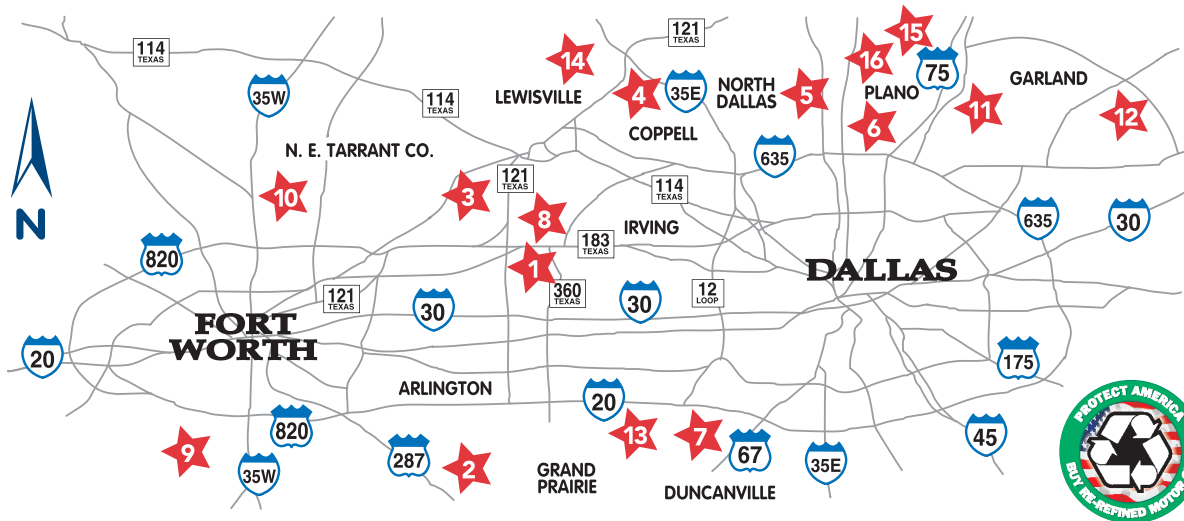 114
TEXAS
35W
121
TEXAS
14
LEWISVILLE
4
35E
NORTH
DALLAS
5
15
16
PLANO
75
GARLAND
6
11
12
114
TEXAS
COPPELL
N. E. TARRANT CO.
635
10
3
121
TEXAS
114
TEXAS
8
IRVING
183
TEXAS
635
30
N
820
1
360
TEXAS
12
LOOP
DALLAS
121
TEXAS
30
30
FORT
WORTH
20
ARLINGTON
20
175
820
9
35W
287
2
GRAND
PRAIRIE
13
7
67
DUNCANVILLE
35E
45
PROTECT AMERICA
BUY RE-REFINED MOTOR